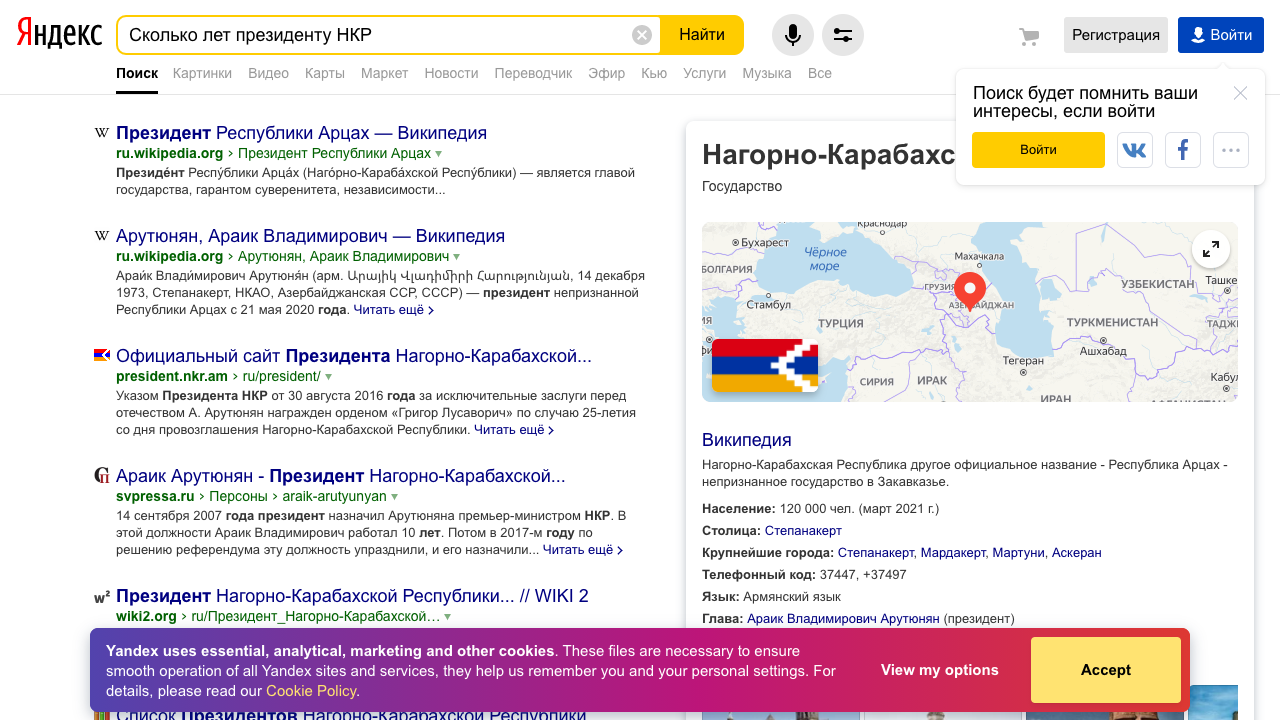 Яндекс
Сколько лет президенту НКР
Найти
Регистрация
Войти
Поиск Картинки Видео Карты Маркет Новости Переводчик Эфир Кью Услуги Музыка Все
Поиск будет помнить ваши
интересы, если войти
Войти
Президент Республики Арцах — Википедия
ru.wikipedia.org › Президент Республики Арцах
Президе́нт Респу́блики Арца́х (Наго́рно-Караба́хской Респу́блики) — является главой
государства, гарантом суверенитета, независимости...
Арутюнян, Араик Владимирович — Википедия
ru.wikipedia.org › Арутюнян, Араик Владимирович
Араи́к Влади́мирович Арутюня́н (арм. Արայիկ Վլադիմիրի Հարությունյան, 14 декабря
1973, Степанакерт, НКАО, Азербайджанская ССР, СССР) — президент непризнанной
Республики Арцах с 21 мая 2020 года. Читать ещё ›
Официальный сайт Президента Нагорно-Карабахской...
president.nkr.am › ru/president/
Указом Президента НКР от 30 августа 2016 года за исключительные заслуги перед
отечеством А. Арутюнян награжден орденом «Григор Лусаворич» по случаю 25-летия
со дня провозглашения Нагорно-Карабахской Республики. Читать ещё ›
Араик Арутюнян - Президент Нагорно-Карабахской...
svpressa.ru › Персоны › araik-arutyunyan
14 сентября 2007 года президент назначил Арутюняна премьер-министром НКР. В
этой должности Араик Владимирович работал 10 лет. Потом в 2017-м году по
решению референдума эту должность упразднили, и его назначили... Читать ещё ›
Президент Нагорно-Карабахской Республики... // WIKI 2
wiki2.org › ru/Президент_Нагорно-Карабахской…
Список Президентов Нагорно-Карабахской Республики
Нагорно-Карабахс
Государство
Краснодар
Бухарест
Чёрное
море
Махачкала
БОЛГАРИЯ
ГРУЗИЯ
УЗБЕКИСТАН
Ташке
Стамбул
АЗЕРБАЙДЖАН
ТУРЦИЯ
ТУРКМЕНИСТАН
ТАДЖ
Ашхабад
Тегеран
СИРИЯ
ИРАК
Кабу
ИРАН
Википедия
Нагорно-Карабахская Республика другое официальное название - Республика Арцах -
непризнанное государство в Закавказье.
Население: 120 000 чел. (март 2021 г.)
Столица: Степанакерт
Крупнейшие города: Степанакерт, Мардакерт, Мартуни, Аскеран
Телефонный код: 37447, +37497
Язык: Армянский язык
Глава: Араик Владимирович Арутюнян (президент)
Yandex uses essential, analytical, marketing and other cookies. These files are necessary to ensure
smooth operation of all Yandex sites and services, they help us remember you and your personal settings. For
details, please read our Cookie Policy.
View my options
Accept